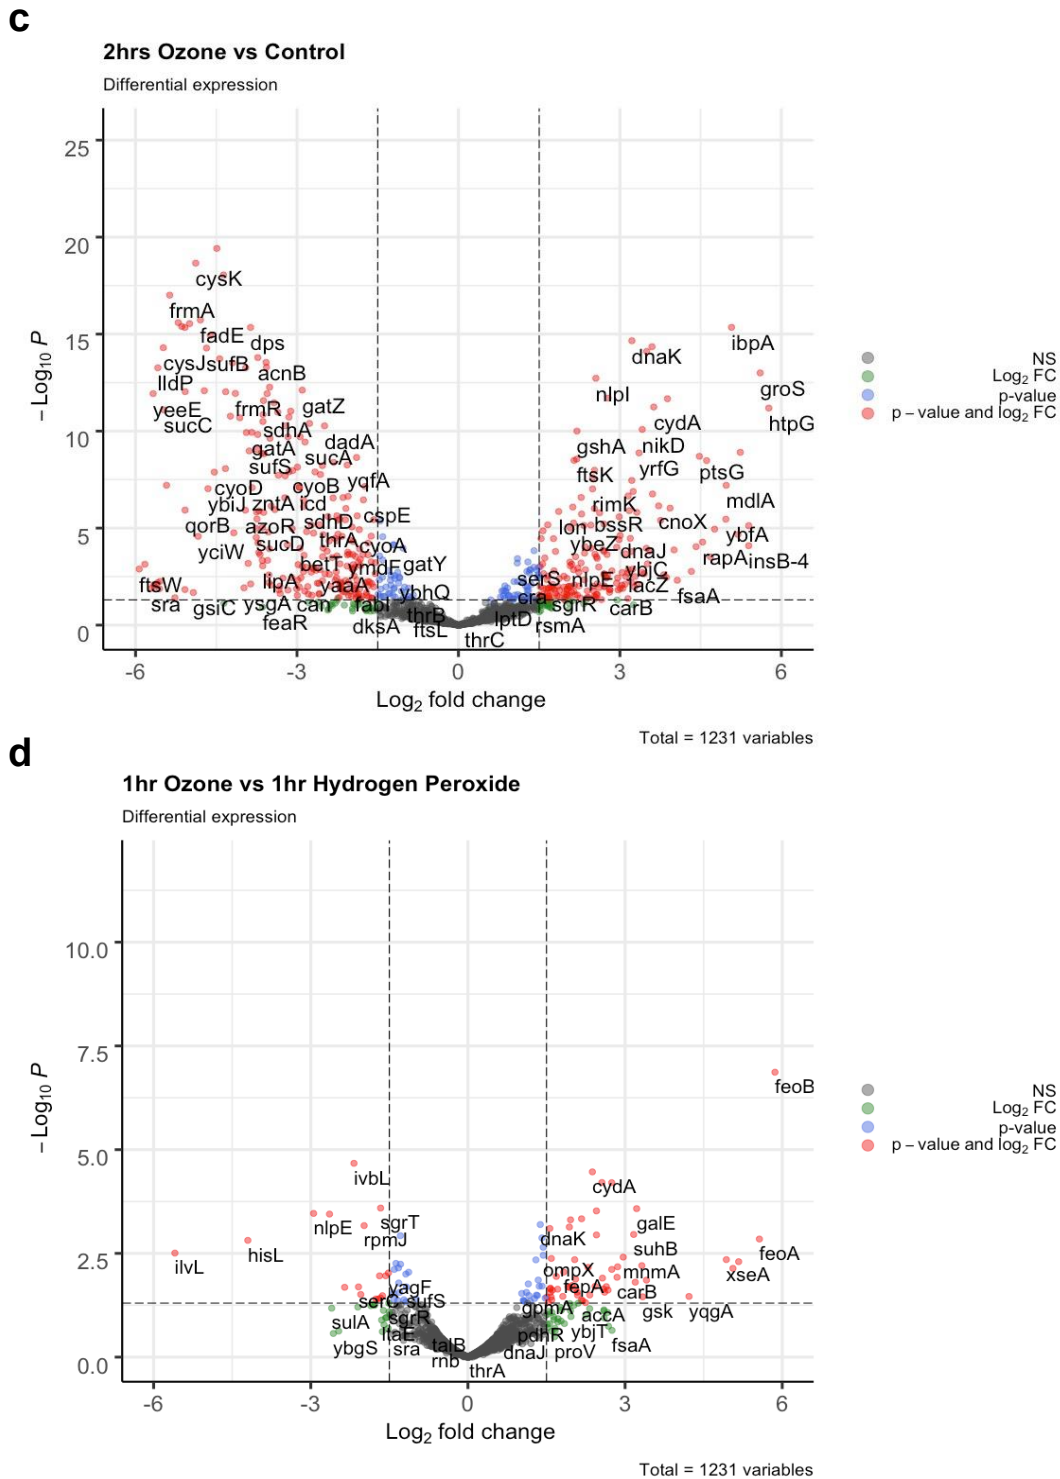 c
2hrs Ozone vs Control
Differential expression
25
20
15
10
5
0
– Log10 P
cysK
frmA
fadE
dps
ibpA
dnaK
cysJ
sufB
acnB
lldP
groS
nlpI
yeeE
frmR
gatZ
sucC
htpG
cydA
sdhA
dadA
gatA
sucA
gshA
nikD
sufS
yrfG
ptsG
ftsK
cyoD
cyoB
yqfA
ybiJ
zntA
icd
rimK
mdlA
qorB
azoR
sdhD
cspE
lon
bssR
cnoX
ybfA
yciW
sucD
thrA
cyoA
ybeZ
dnaJ
rapA
insB-4
betT
ymdF
gatY
ybjC
ftsW
lipA
yaaA
ybhQ
serS
nlpE
lacZ
fsaA
sra
gsiC
ysgA
can
fabI
thrB
cra
sgrR
carB
feaR
dksA
ftsL
thrC
lptD
rsmA
-6
-3
0
3
6
Log2 fold change
Total = 1231 variables
NS
Log2 FC
p-value
p – value and log2 FC
d
1hr Ozone vs 1hr Hydrogen Peroxide
Differential expression
10.0
7.5
5.0
2.5
0.0
– Log10 P
feoB
ivbL
cydA
nlpE
sgrT
galE
rpmJ
dnaK
suhB
feoA
hisL
ilvL
ompX
mnmA
xseA
yagF
fepA
carB
serC
sufS
gpmA
accA
gsk
yqgA
sulA
sgrR
ltaE
pdhR
ybjT
ybgS
sra
talB
rnb
dnaJ
proV
fsaA
thrA
-6
-3
0
3
6
Log2 fold change
Total = 1231 variables
NS
Log2 FC
p-value
p – value and log2 FC